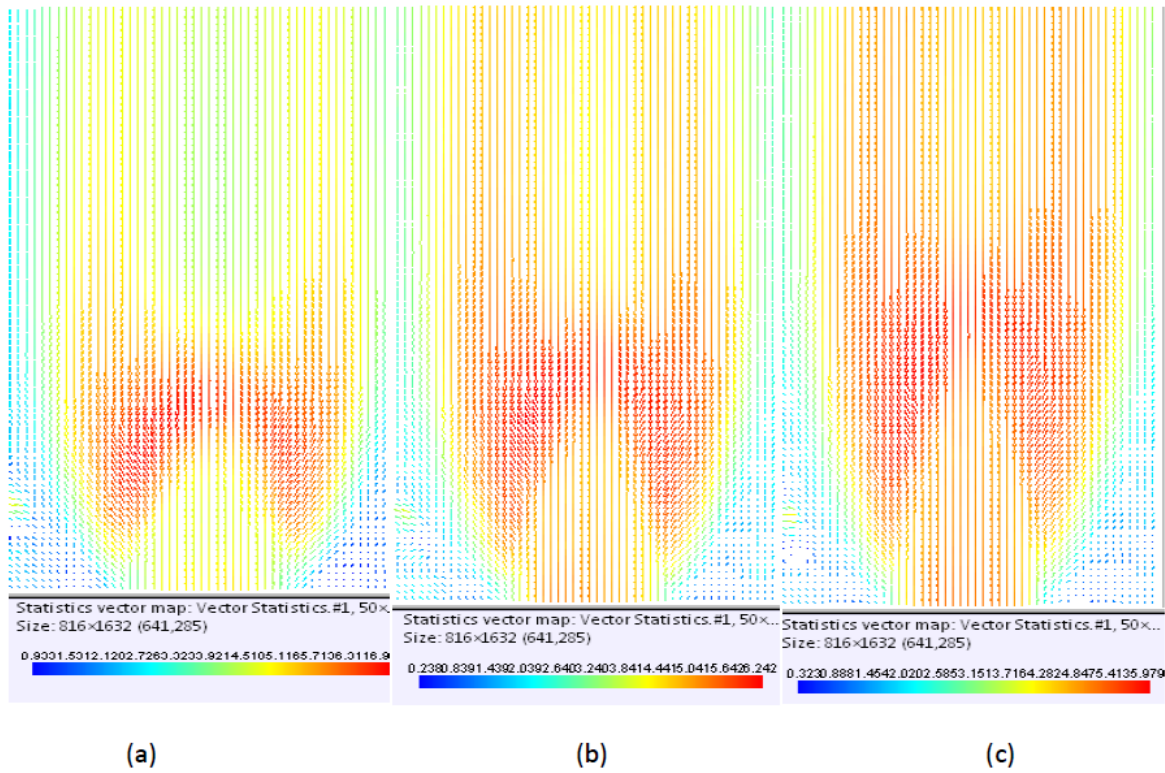 Statistics vector map: Vector Statistics.#1, 50×.
Size: 816×1632 (641,285)
0.9331.5012.1202.7263.3233.9214.5105.1165.7136.3116.9
Statistics vector map: Vector Statistics.#1, 50×...
Size: 816×1632 (641,285)
0.2380.8391.4392.0392.6403.2403.8414.4415.0415.6426.242
Statistics vector map: Vector Statistics.#1, 50×...
Size: 816×1632 (641,285)
0.3230.8881.4542.0202.5853.1513.7164.2824.8475.4135.979
(a)
(b)
(c)